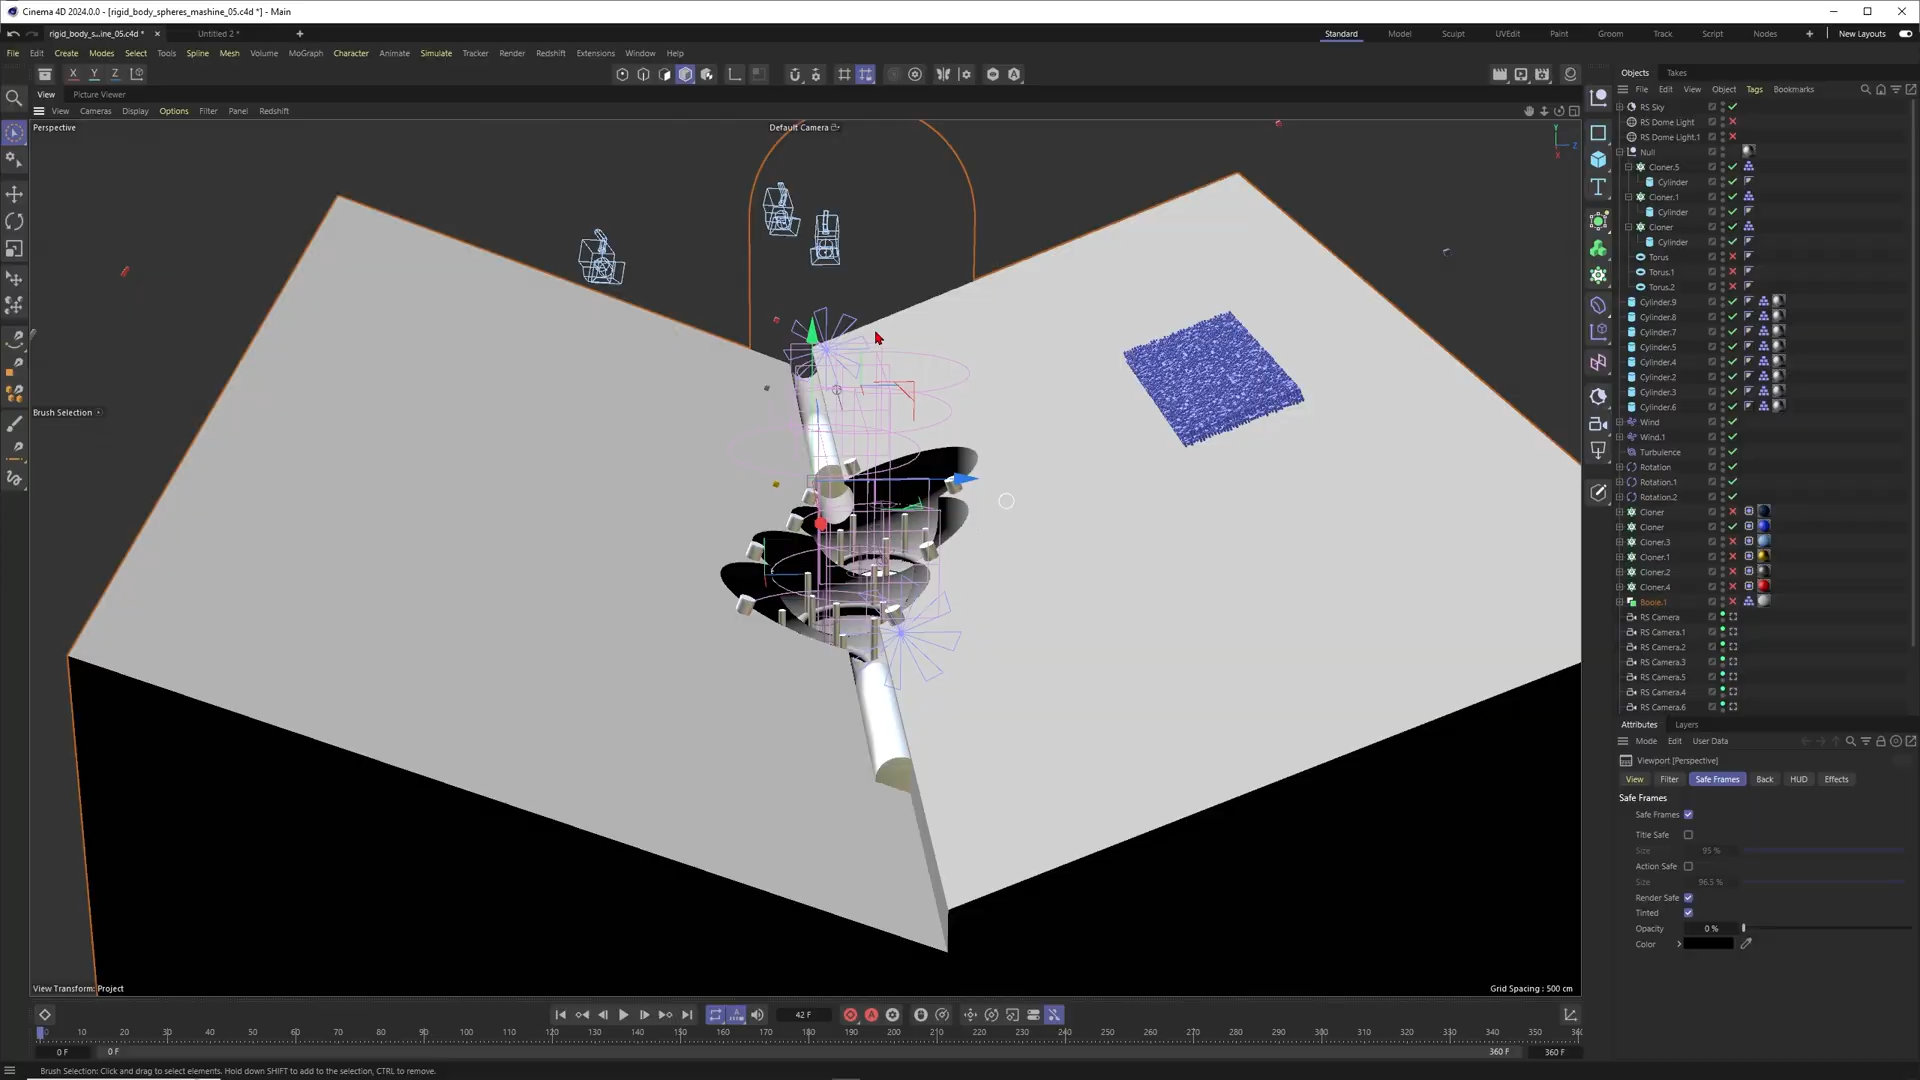 Cinema 4D 2024.0.0 - [rigid_body_spheres_mashine_05.c4d *] - Main
rigid_body_s...ine_05.c4d *
Untitled 2 *
Standard Model Sculpt UVEdit Paint Groom Track Script Nodes New Layouts
File Edit Create Modes Select Tools Spline Mesh Volume MoGraph Character Animate Simulate Tracker Render Redshift Extensions Window Help
X Y Z
View Picture Viewer
View Cameras Display Options Filter Panel Redshift
Perspective
Default Camera
Brush Selection
View Transform: Project
Grid Spacing : 500 cm
Objects Takes
File Edit View Object Tags Bookmarks
RS Sky
RS Dome Light
RS Dome Light.1
Null
Cloner.5
Cylinder
Cloner.1
Cylinder
Cloner
Cylinder
Torus
Torus.1
Torus.2
Cylinder.9
Cylinder.8
Cylinder.7
Cylinder.5
Cylinder.4
Cylinder.2
Cylinder.3
Cylinder.6
Wind
Wind.1
Turbulence
Rotation
Rotation.1
Rotation.2
Cloner
Cloner
Cloner.3
Cloner.1
Cloner.2
Cloner.4
Boole.1
RS Camera
RS Camera.1
RS Camera.2
RS Camera.3
RS Camera.5
RS Camera.4
RS Camera.6
Attributes Layers
Mode Edit User Data
Viewport [Perspective]
View Filter Safe Frames Back HUD Effects
Safe Frames
Safe Frames
Title Safe
Size 95 %
Action Safe
Size 96.5 %
Render Safe
Tinted
Opacity 0 %
Color
42 F
0 10 20 30 40 50 60 70 80 90 100 110 120 130 140 150 160 170 180 190 200 210 220 230 240 250 260 270 280 290 300 310 320 330 340 350 36
0 F 0 F 360 F 360 F
Brush Selection: Click and drag to select elements. Hold down SHIFT to add to the selection, CTRL to remove.